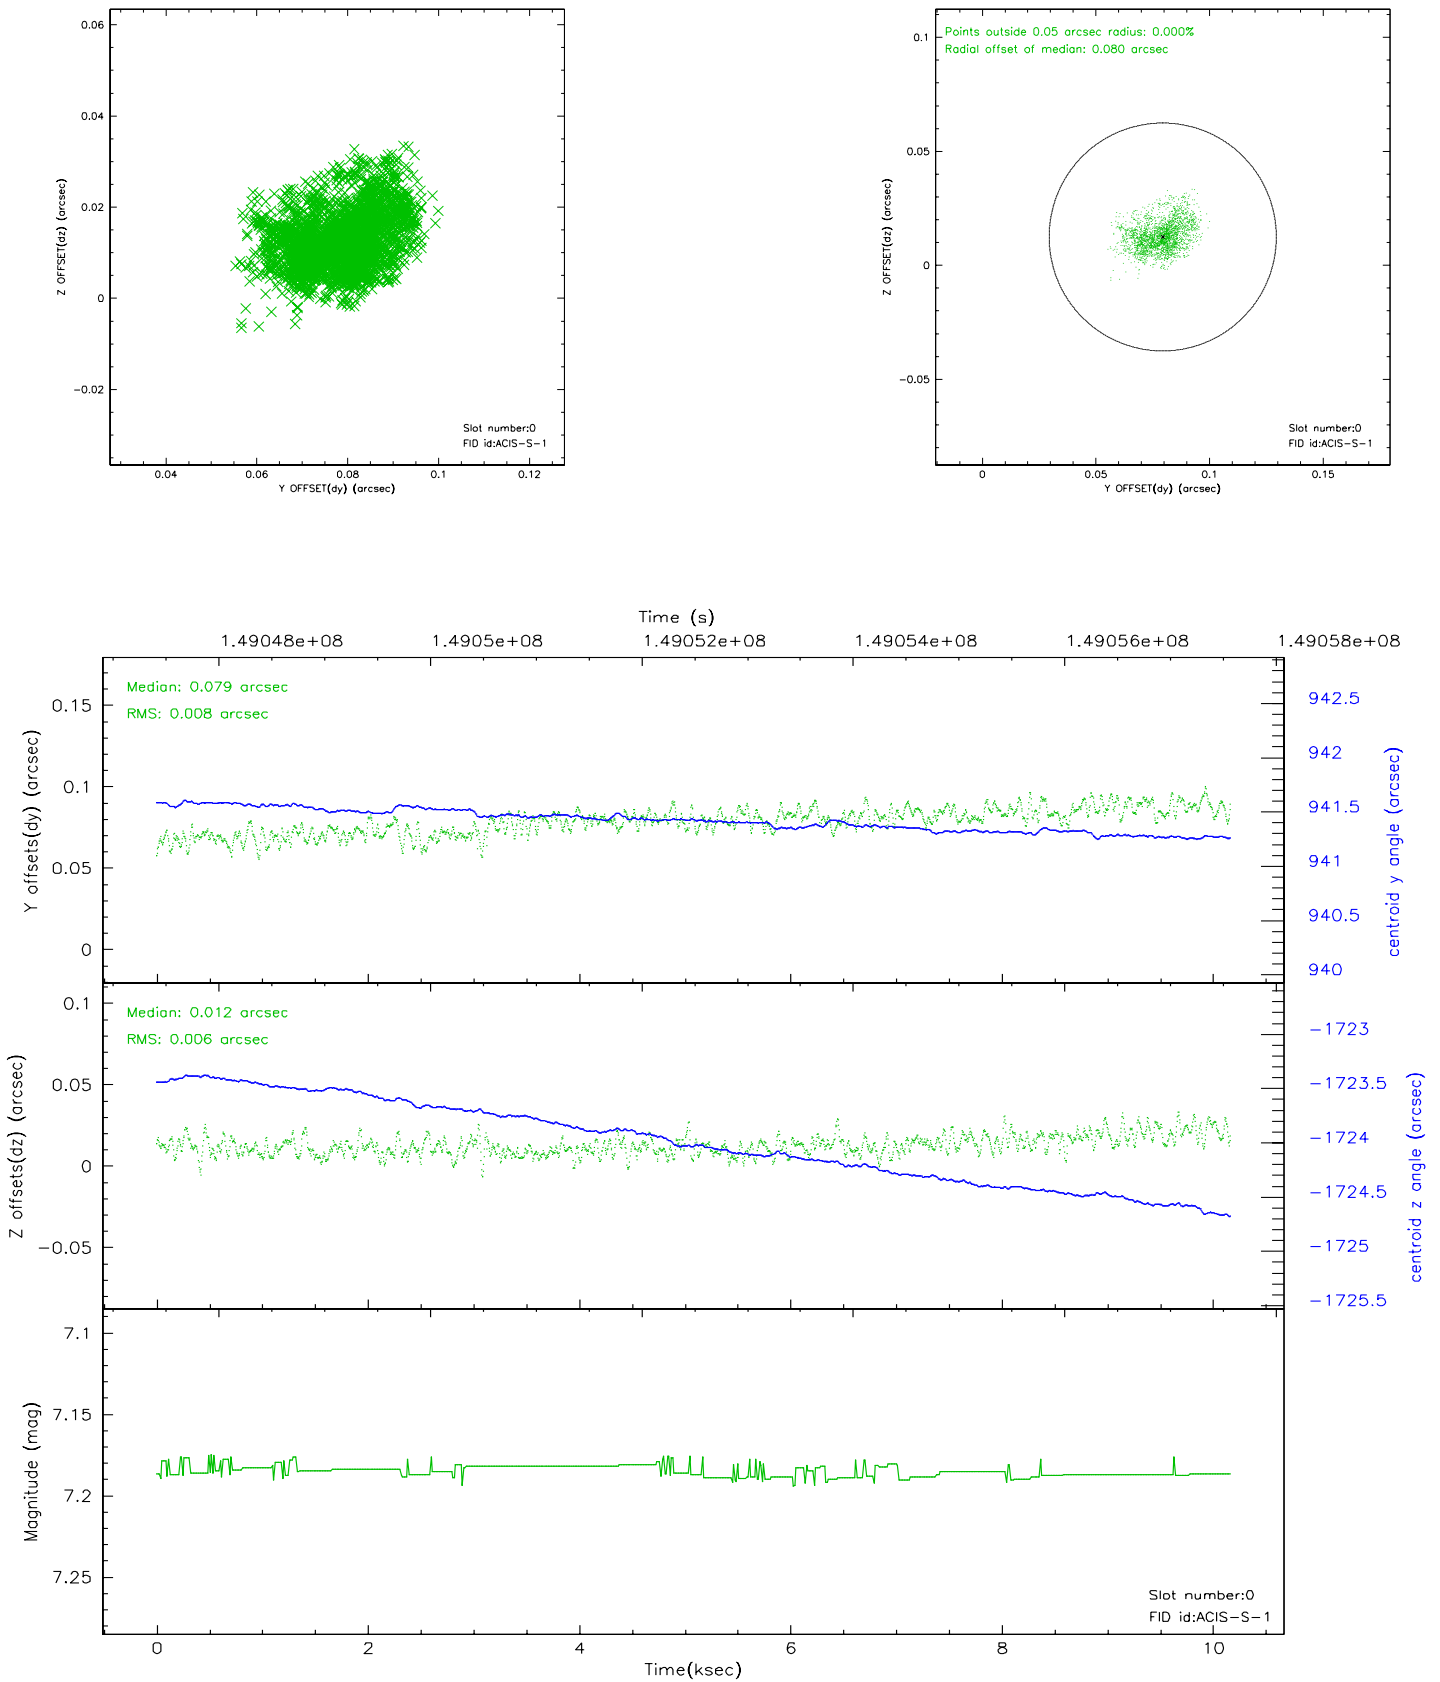 0.06
0.04
0.02
0
−0.02
Z OFFSET(dz) (arcsec)
Slot number:0
FID id:ACIS−S−1
0.04 0.06 0.08 0.1 0.12
Y OFFSET(dy) (arcsec)
Points outside 0.05 arcsec radius: 0.000%
Radial offset of median: 0.080 arcsec
0.1
0.05
0
−0.05
Z OFFSET(dz) (arcsec)
Slot number:0
FID id:ACIS−S−1
0 0.05 0.1 0.15
Y OFFSET(dy) (arcsec)
Time (s)
1.49048e+08 1.4905e+08 1.49052e+08 1.49054e+08 1.49056e+08 1.49058e+08
Median: 0.079 arcsec
RMS: 0.008 arcsec
0.15
0.1
0.05
0
Y offsets(dy) (arcsec)
942.5
942
941.5
941
940.5
940
centroid y angle (arcsec)
Median: 0.012 arcsec
RMS: 0.006 arcsec
0.1
0.05
0
−0.05
Z offsets(dz) (arcsec)
−1723
−1723.5
−1724
−1724.5
−1725
−1725.5
centroid z angle (arcsec)
7.1
7.15
7.2
7.25
Magnitude (mag)
Slot number:0
FID id:ACIS−S−1
0 2 4 6 8 10
Time(ksec)